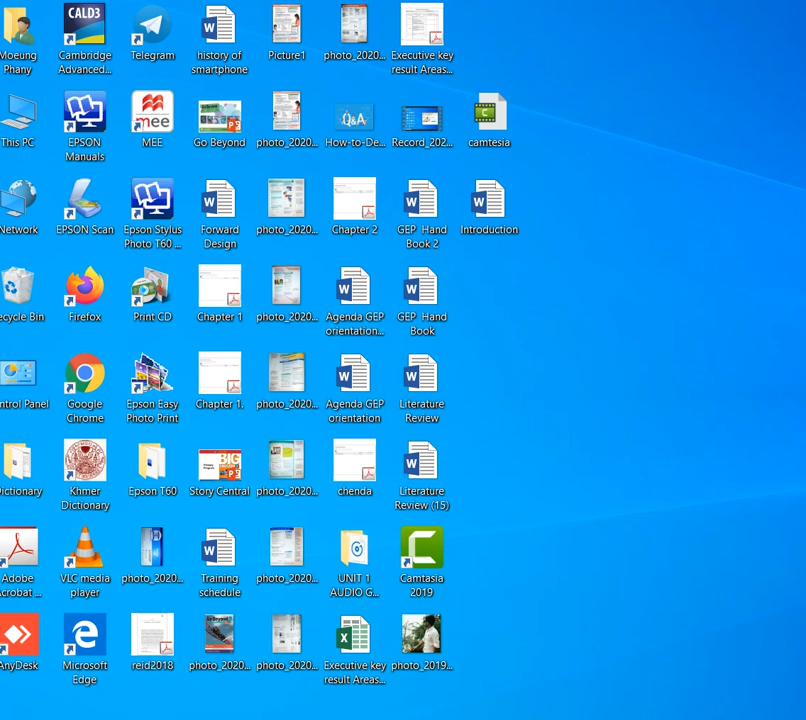 Moeung
Phany
CALD3
Cambridge
Advanced...
Telegram
history of
smartphone
Picture1
photo_2020...
Executive key
result Areas...
This PC
EPSON
Manuals
mee
MEE
Go Beyond
photo_2020...
Q&A
How-to-De...
Record_202...
camtesia
Network
EPSON Scan
Epson Stylus
Photo T60 ...
Forward
Design
photo_2020...
Chapter 2
GEP Hand
Book 2
Introduction
ecycle Bin
Firefox
Print CD
Chapter 1
photo_2020...
Agenda GEP
orientation...
GEP Hand
Book
ontrol Panel
Google
Chrome
Epson Easy
Photo Print
Chapter 1.
photo_2020...
Agenda GEP
orientation
Literature
Review
Dictionary
Khmer
Dictionary
Epson T60
BIG
Story Central
photo_2020...
chenda
Literature
Review (15)
Adobe
Acrobat ...
VLC media
player
photo_2020...
Training
schedule
photo_2020...
UNIT 1
AUDIO G...
Camtasia
2019
AnyDesk
Microsoft
Edge
reid2018
Go Beyond
photo_2020...
photo_2020...
Executive key
result Areas...
photo_2019...